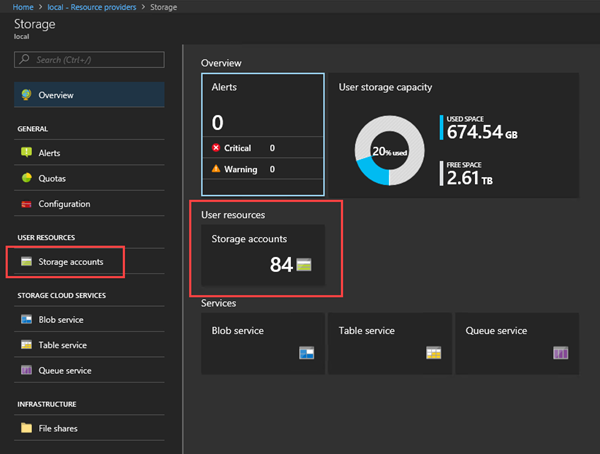 Home > local - Resource providers > Storage
Storage
local
Search (Ctrl+/)
Overview
GENERAL
Alerts
Quotas
Configuration
USER RESOURCES
Storage accounts
STORAGE CLOUD SERVICES
Blob service
Table service
Queue service
INFRASTRUCTURE
File shares
Overview
Alerts
0
Critical 0
Warning 0
User storage capacity
20% used
USED SPACE
674.54 GB
FREE SPACE
2.61 TB
User resources
Storage accounts
84
Services
Blob service
Table service
Queue service